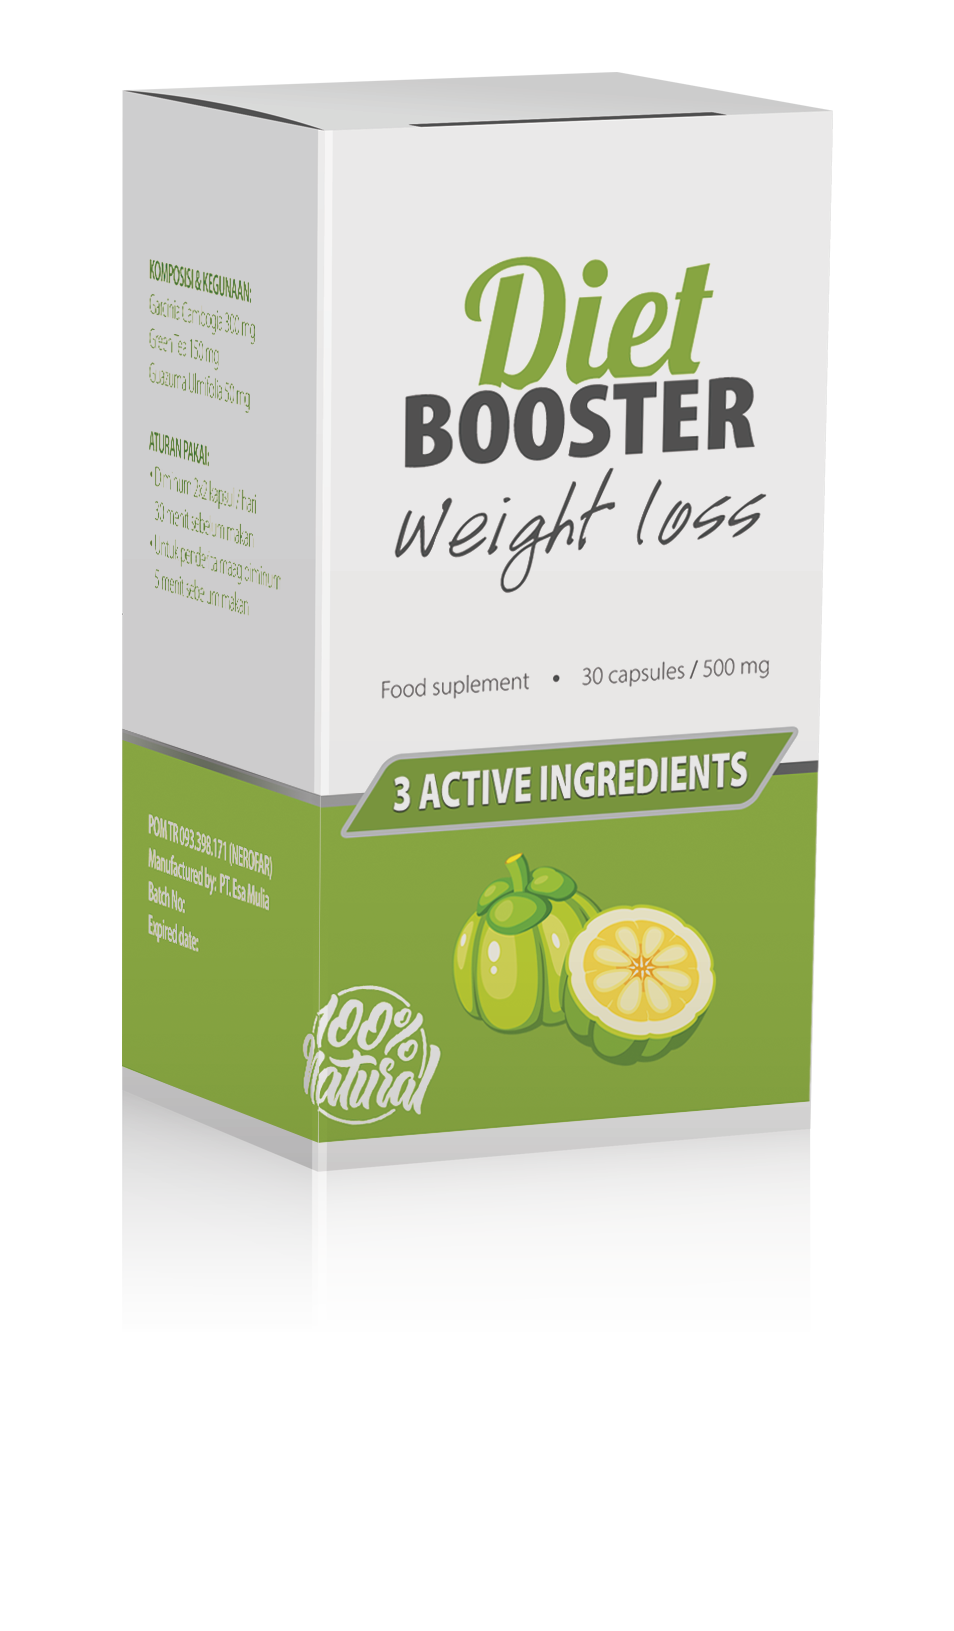 KOMPOSISI & KEGUNAAN:
Garcinia Camboogia 300 mg
Green Tea 150 mg
Guazuma Ulmifolia 50 mg
ATURAN PAKAI:
• Diminum 2x2 kapsul / hari
30 menit sebelum makan
• Untuk penderita maag diminum
5 menit sebelum makan
POM TR 093.398.171 (NEROFAR)
Manufactured by: PT. Esa Mulia
Batch No:
Expired date:
Diet
BOOSTER
weight loss
Food suplement • 30 capsules / 500 mg
3 ACTIVE INGREDIENTS
100%
Natural